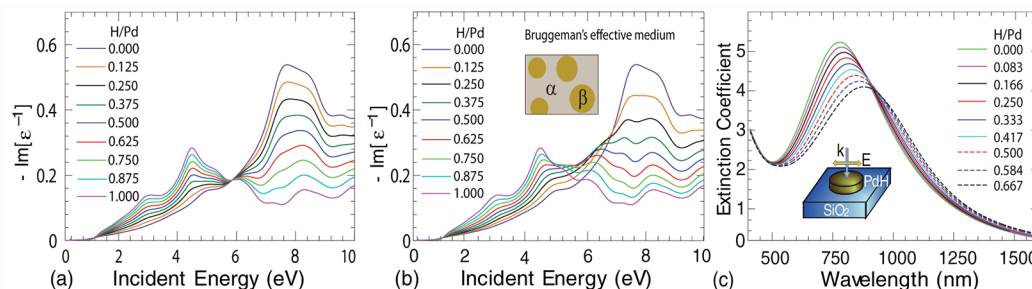 0.6
0.4
0.2
0.0
- Im[ε⁻¹]
H/Pd
0.000
0.125
0.250
0.375
0.500
0.625
0.750
0.875
1.000
0 2 4 6 8 10
(a) Incident Energy (eV)
0.6
0.4
0.2
0.0
- Im[ε⁻¹]
H/Pd
0.000
0.125
0.250
0.375
0.500
0.625
0.750
0.875
1.000
Bruggeman's effective medium
α
β
0 2 4 6 8 10
(b) Incident Energy (eV)
5
4
3
2
1
0
Extinction Coefficient
H/Pd
0.000
0.083
0.166
0.250
0.333
0.417
0.500
0.584
0.667
k
E
PdH
SiO₂
500 750 1000 1250 1500
(c) Wavelength (nm)